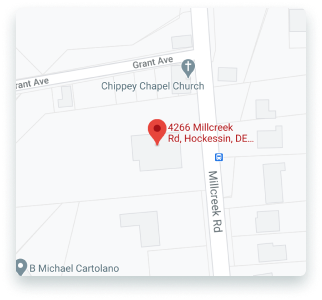 Grant Ave
rant Ave
Chippey Chapel Church
4266 Millcreek
Rd, Hockessin, DE...
Millcreek Rd
B Michael Cartolano